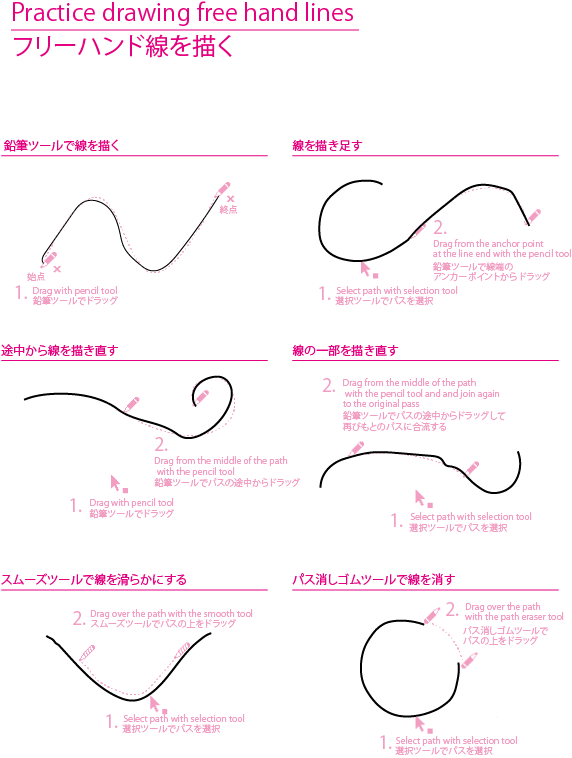 Practice drawing free hand lines
フリーハンド線を描く
鉛筆ツールで線を描く
終点
始点
1. Drag with pencil tool
鉛筆ツールでドラッグ
線を描き足す
2.
Drag from the anchor point
at the line end with the pencil tool
鉛筆ツールで線端の
アンカーポイントから ドラッグ
1. Select path with selection tool
選択ツールでパスを選択
途中から線を描き直す
2.
Drag from the middle of the path
with the pencil tool
鉛筆ツールでパスの途中からドラッグ
1. Drag with pencil tool
鉛筆ツールでドラッグ
線の一部を描き直す
2. Drag from the middle of the path
with the pencil tool and and join again
to the original pass
鉛筆ツールでパスの途中からドラッグして
再びもとのパスに合流する
1. Select path with selection tool
選択ツールでパスを選択
スムーズツールで線を滑らかにする
2. Drag over the path with the smooth tool
スムーズツールでパスの上をドラッグ
1. Select path with selection tool
選択ツールでパスを選択
パス消しゴムツールで線を消す
2. Drag over the path
with the path eraser tool
パス消しゴムツールで
パスの上をドラッグ
1. Select path with selection tool
選択ツールでパスを選択